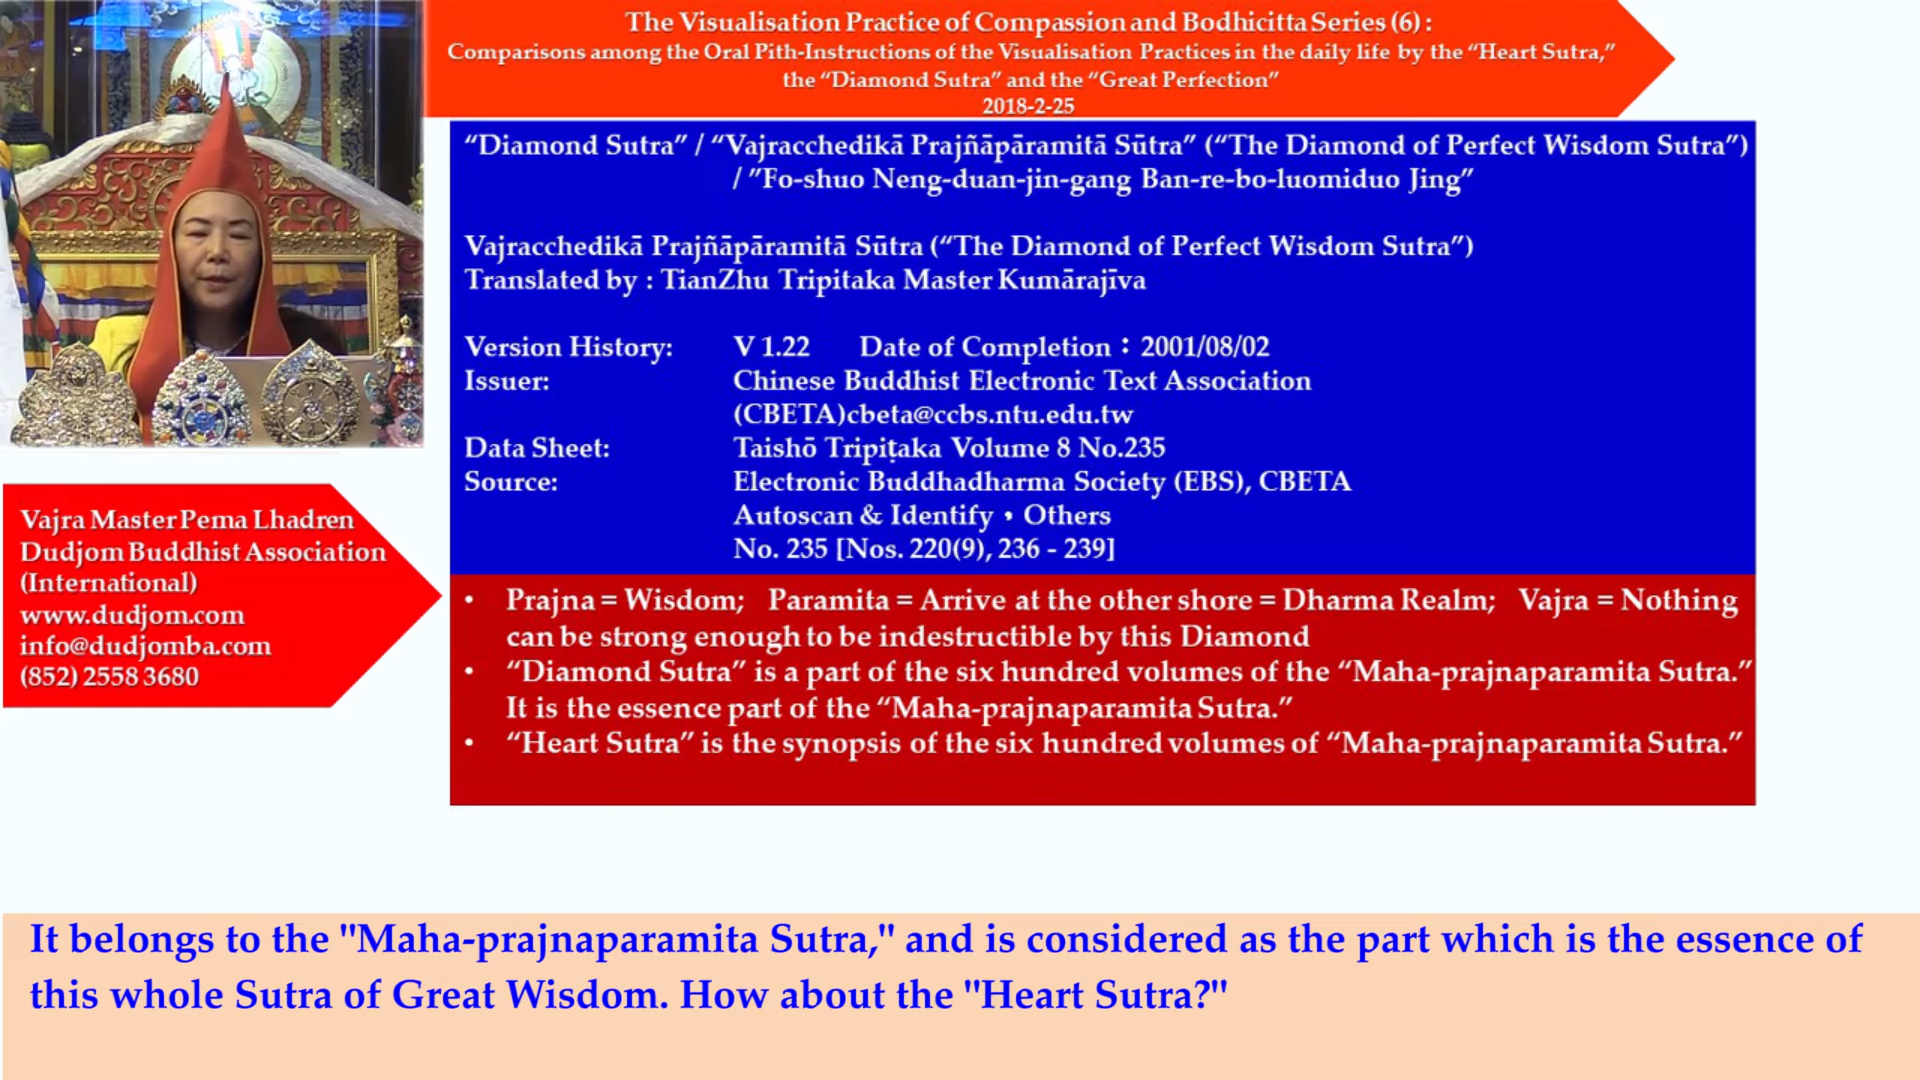 The Visualisation Practice of Compassion and Bodhicitta Series (6) :
Comparisons among the Oral Pith-Instructions of the Visualisation Practices in the daily life by the “Heart Sutra,”
the “Diamond Sutra” and the “Great Perfection”
2018-2-25
“Diamond Sutra” / “Vajracchedikā Prajñāpāramitā Sūtra” (“The Diamond of Perfect Wisdom Sutra”)
/ ”Fo-shuo Neng-duan-jin-gang Ban-re-bo-luomiduo Jing”
Vajracchedikā Prajñāpāramitā Sūtra (“The Diamond of Perfect Wisdom Sutra”)
Translated by : TianZhu Tripitaka Master Kumārajīva
Version History: V 1.22 Date of Completion：2001/08/02
Issuer: Chinese Buddhist Electronic Text Association
(CBETA)cbeta@ccbs.ntu.edu.tw
Data Sheet: Taishō Tripiṭaka Volume 8 No.235
Source: Electronic Buddhadharma Society (EBS), CBETA
Autoscan & Identify・Others
No. 235 [Nos. 220(9), 236 - 239]
• Prajna = Wisdom; Paramita = Arrive at the other shore = Dharma Realm; Vajra = Nothing
can be strong enough to be indestructible by this Diamond
• “Diamond Sutra” is a part of the six hundred volumes of the “Maha-prajnaparamita Sutra.”
It is the essence part of the “Maha-prajnaparamita Sutra.”
• “Heart Sutra” is the synopsis of the six hundred volumes of “Maha-prajnaparamita Sutra.”
Vajra Master Pema Lhadren
Dudjom Buddhist Association
(International)
www.dudjom.com
info@dudjomba.com
(852) 2558 3680
It belongs to the "Maha-prajnaparamita Sutra," and is considered as the part which is the essence of
this whole Sutra of Great Wisdom. How about the "Heart Sutra?"